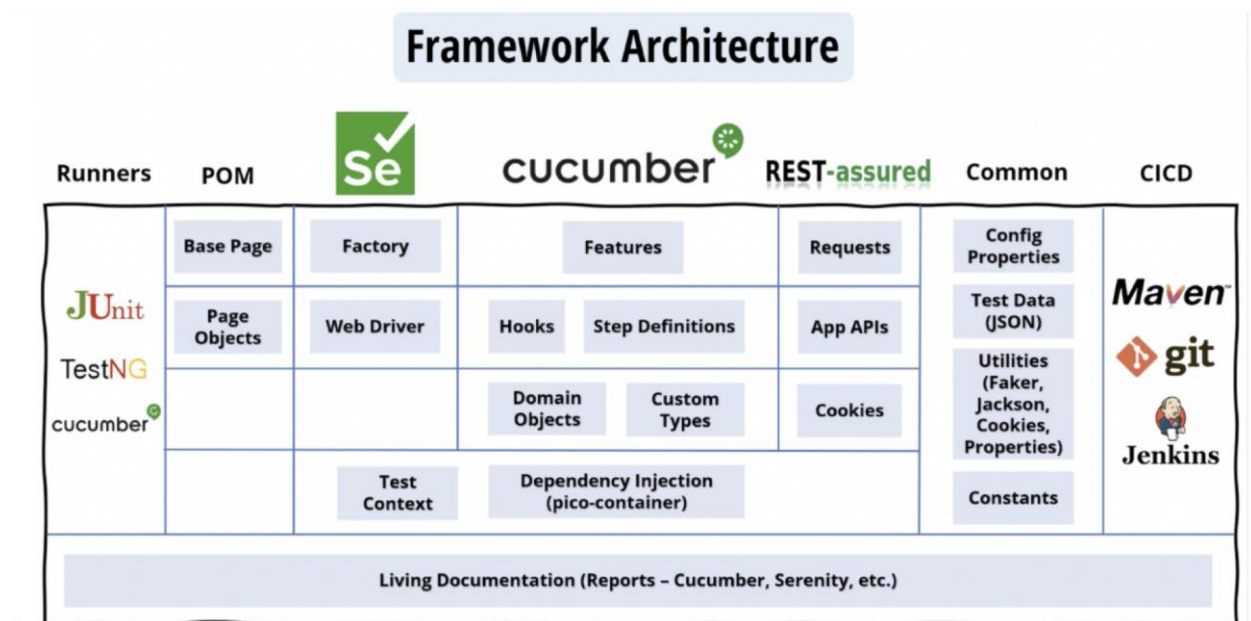 Framework Architecture
Runners
POM
Se
cucumber
REST-assured
Common
CICD
JUnit
TestNG
cucumber
Base Page
Page
Objects
Factory
Web Driver
Test
Context
Features
Hooks
Step Definitions
Domain
Objects
Custom
Types
Dependency Injection
(pico-container)
Requests
App APIs
Cookies
Config
Properties
Test Data
(JSON)
Utilities
(Faker,
Jackson,
Cookies,
Properties)
Constants
Maven™
git
Jenkins
Living Documentation (Reports – Cucumber, Serenity, etc.)